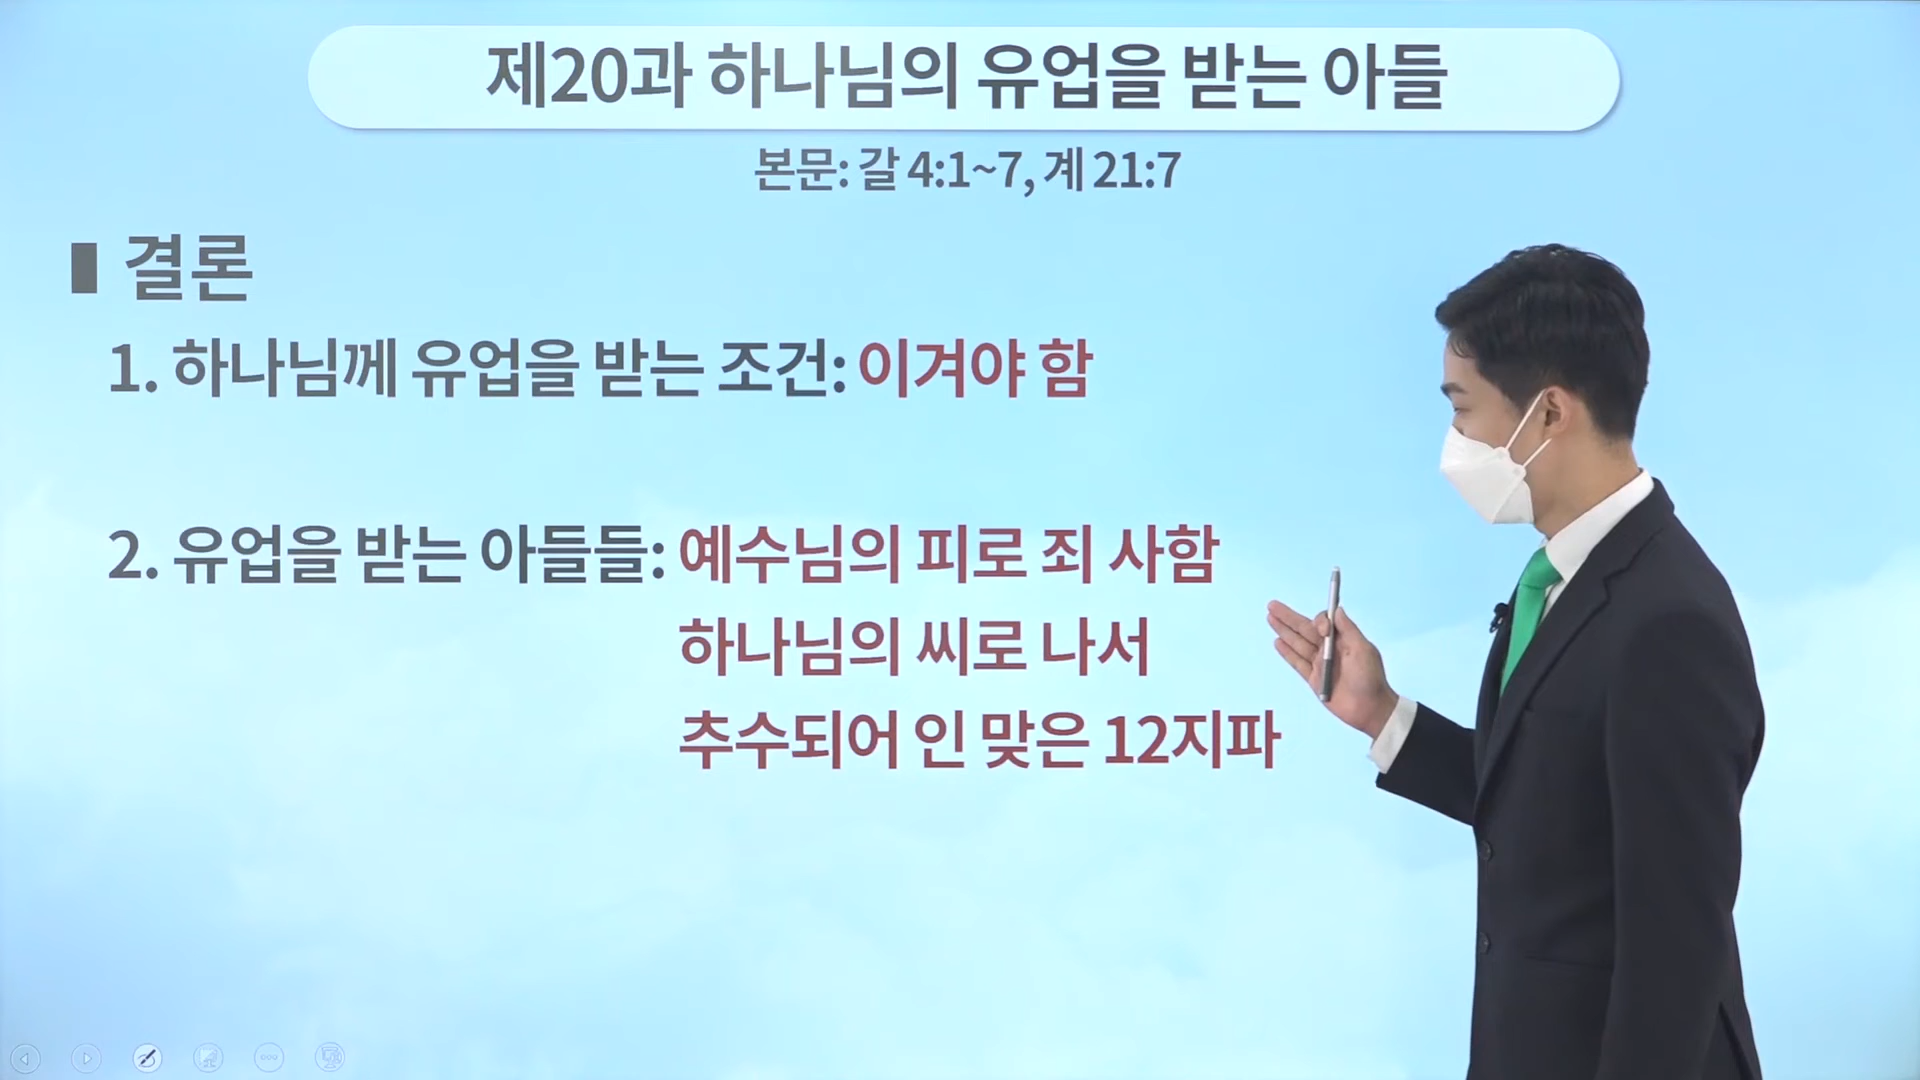 제20과 하나님의 유업을 받는 아들
본문: 갈 4:1~7, 계 21:7
결론
1. 하나님께 유업을 받는 조건: 이겨야 함
2. 유업을 받는 아들들: 예수님의 피로 죄 사함
하나님의 씨로 나서
추수되어 인 맞은 12지파